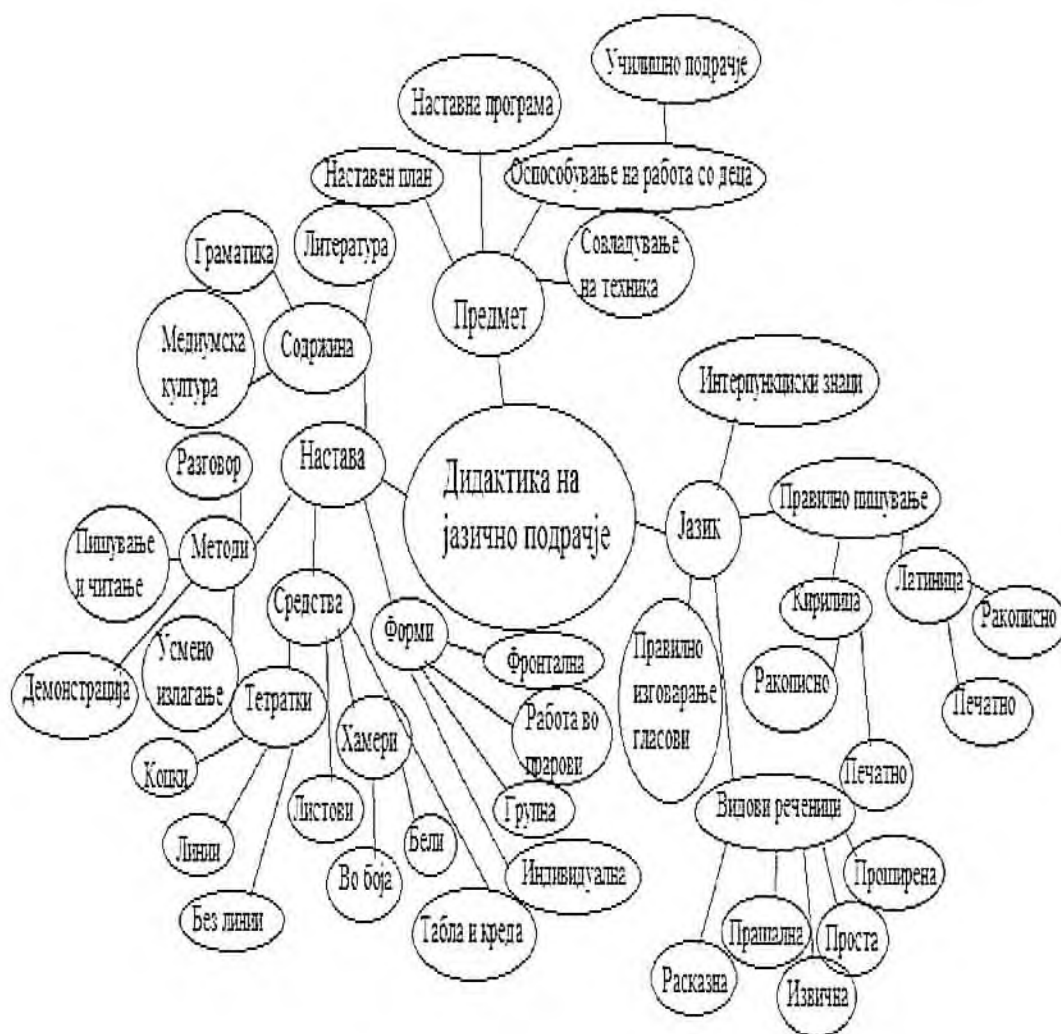 Училишно подрачје
Наставна програма
Наставен план
Оспособување на работа со деца
Литература
Граматика
Совладување
на техника
Предмет
Содржина
Медиумска
култура
Интерпункциски знаци
Настава
Разговор
Дидактика на
јазично подрачје
Јазик
Правилно пишување
Методи
Пишување
и читање
Средства
Форми
Кирилица
Латиница
Ракописно
Фронтална
Правилно
изговарање
гласови
Ракописно
Печатно
Усмено
излагање
Демонстрација
Тетратки
Хамери
Работа во
прарови
Печатно
Коцки
Листови
Групна
Видови реченици
Линии
Бели
Во боја
Индивидуална
Проширена
Без линии
Табла и креда
Прашална
Проста
Расказна
Извична